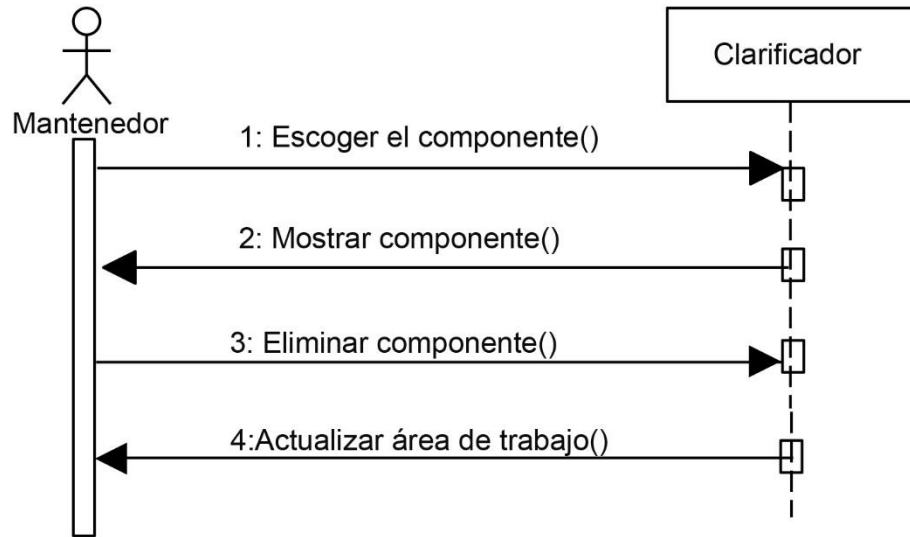 Clarificador
Mantenedor
1: Escoger el componente()
2: Mostrar componente()
3: Eliminar componente()
4:Actualizar área de trabajo()